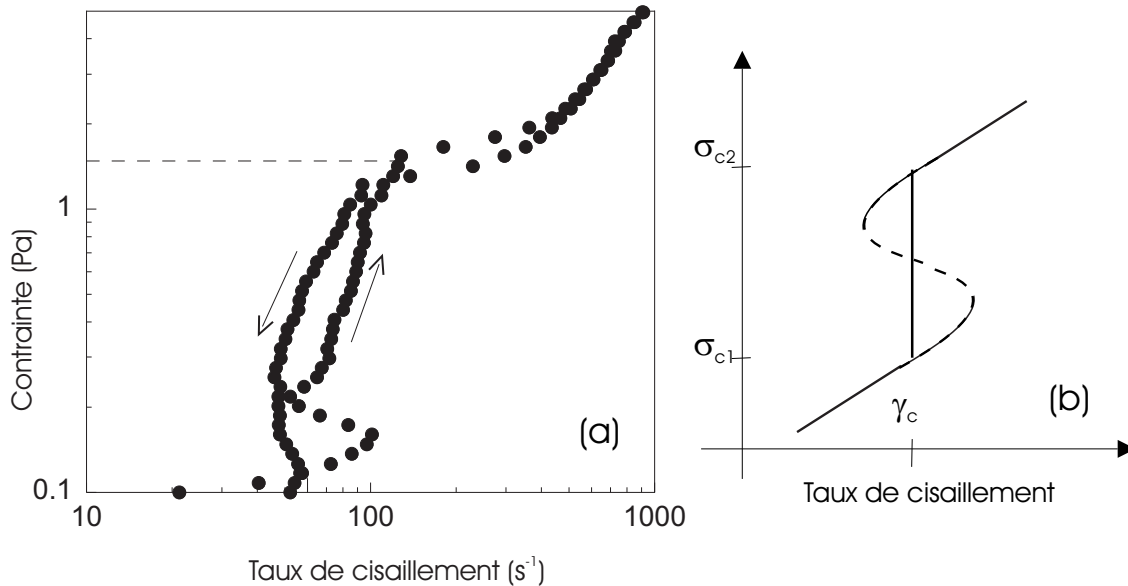 Contrainte (Pa)
1
0.1
10
100
1000
Taux de cisaillement (s⁻¹)
(a)
σc2
σc1
γc
(b)
Taux de cisaillement